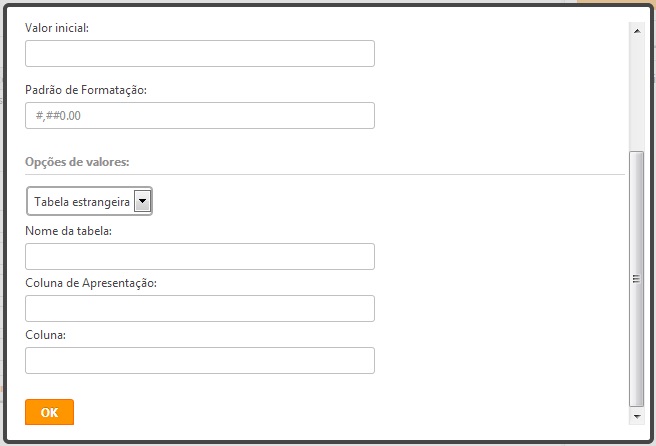 Valor inicial:
Padrão de Formatação:
#,##0.00
Opções de valores:
Tabela estrangeira
Nome da tabela:
Coluna de Apresentação:
Coluna:
OK